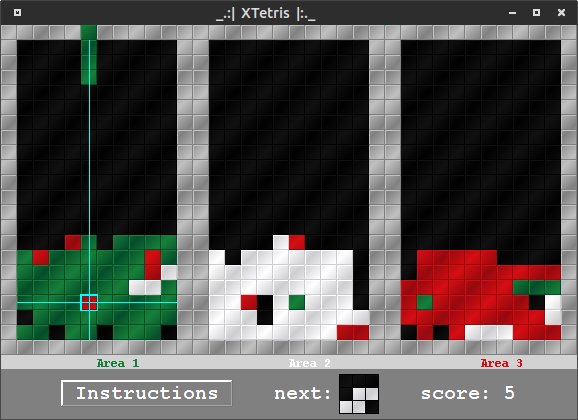 _.:| XTetris |:._
Area 1 Area 2 Area 3
Instructions next: score: 5